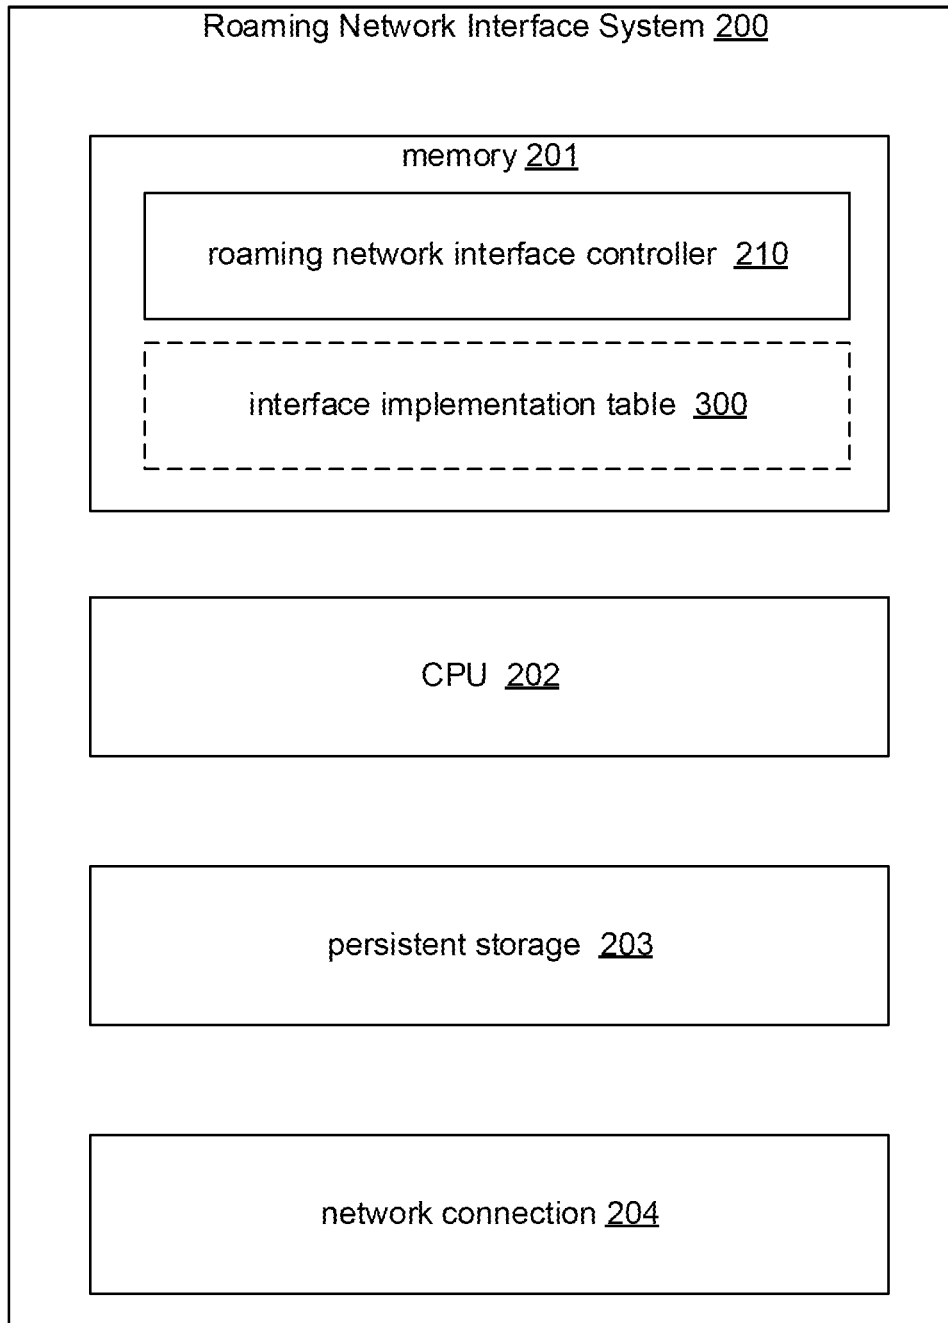 Roaming Network Interface System 200
memory 201
roaming network interface controller 210
interface implementation table 300
CPU 202
persistent storage 203
network connection 204